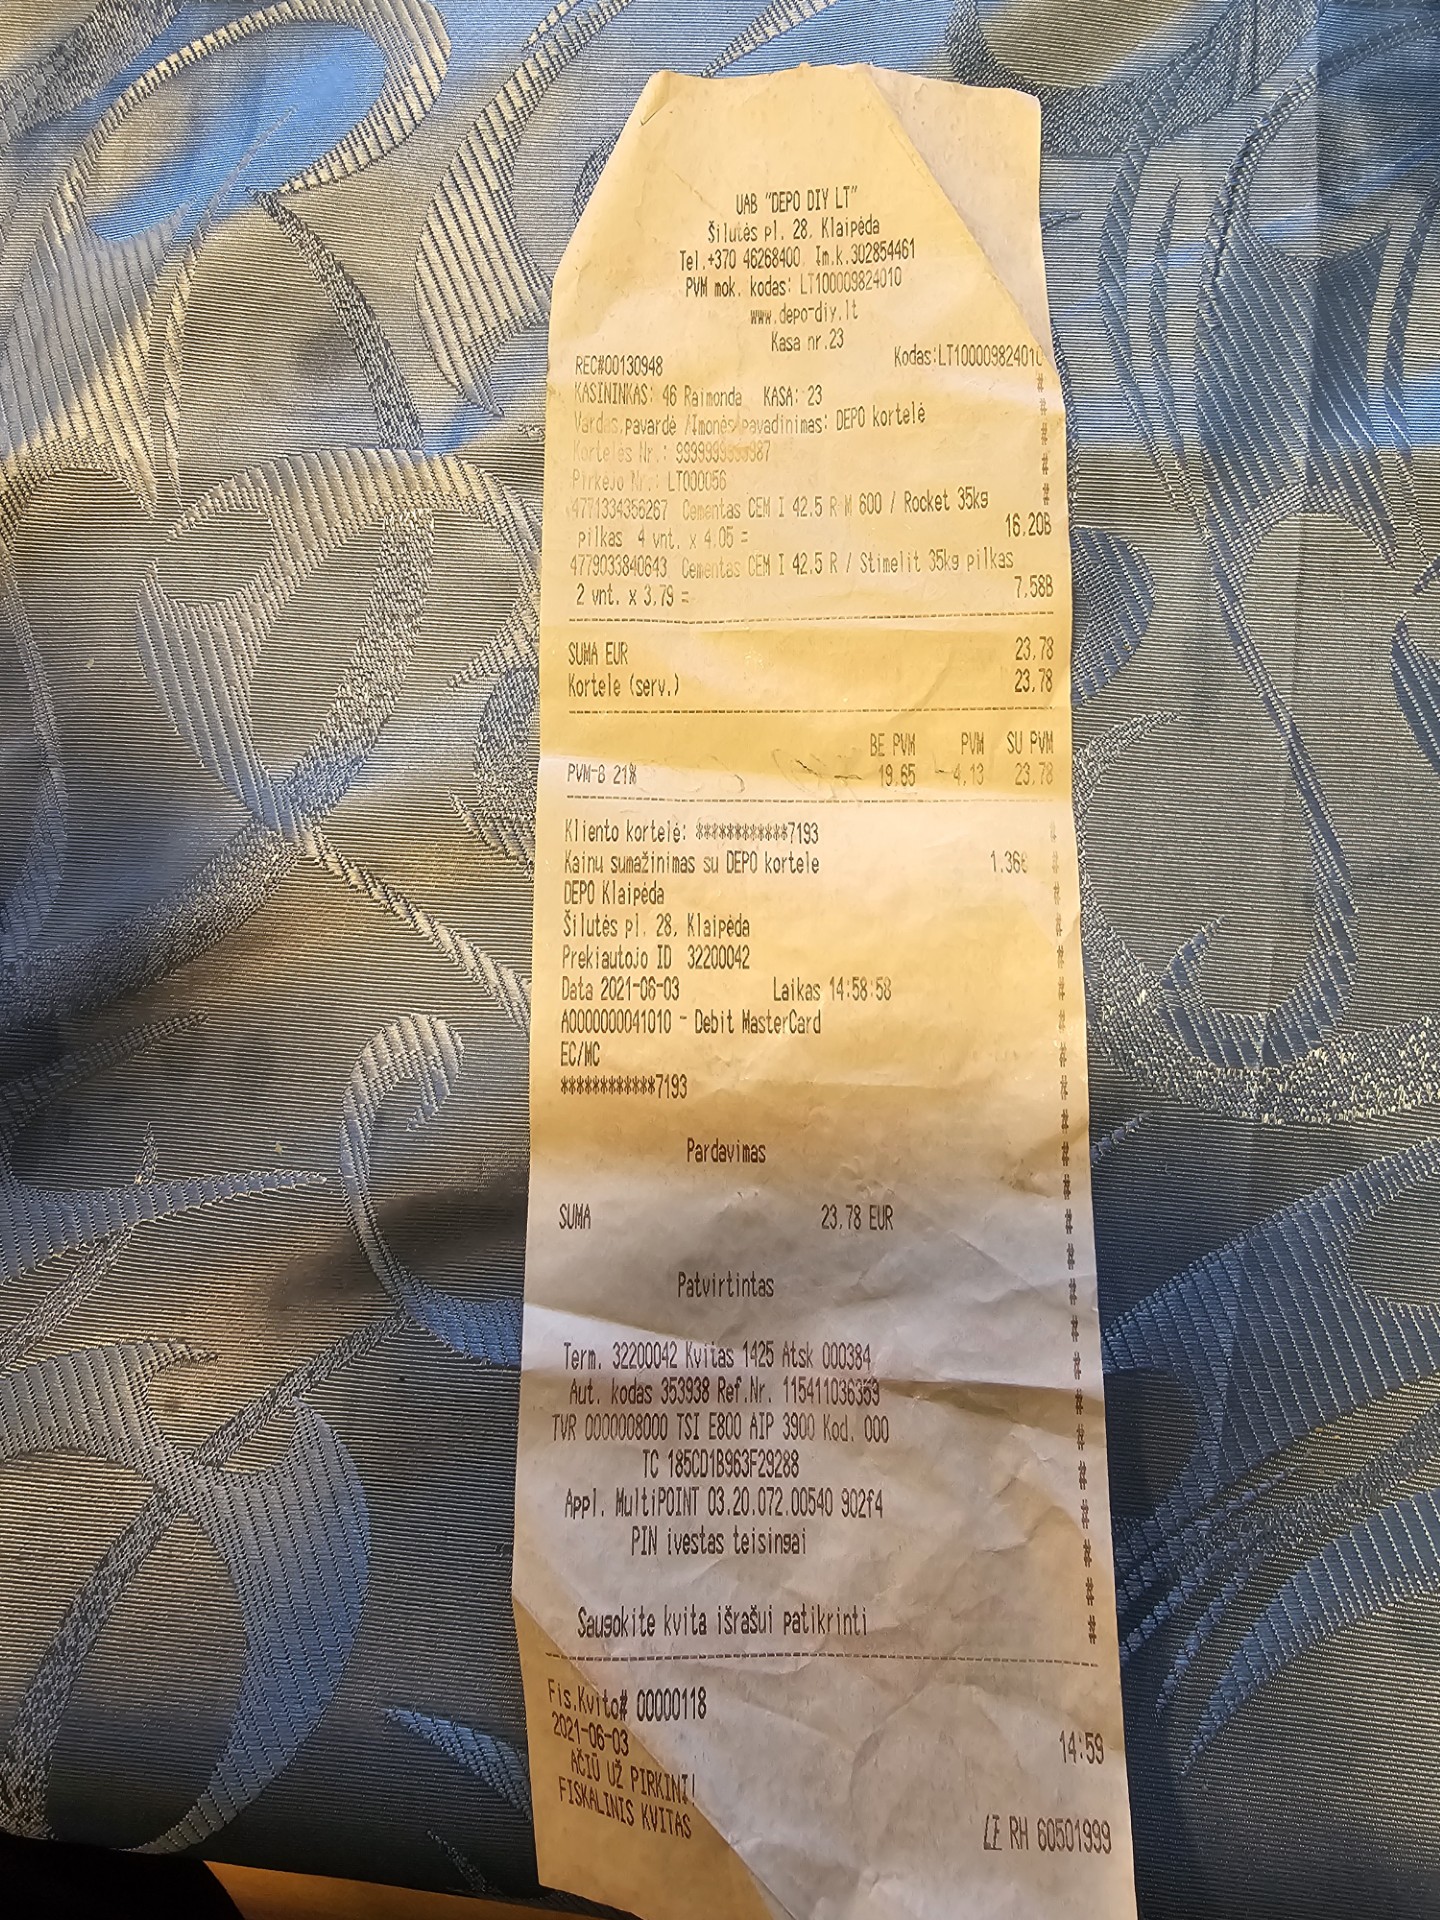 UAB "DEPO DIY LT"
Šilutės pl. 28, Klaipėda
Tel.+370 46268400 Im.k.302854461
PVM mok. kodas: LT100009824010
www.depo-diy.lt
Kasa nr.23
REC#00130948 Kodas:LT100009824010
#
KASININKAS: 46 Raimonda KASA: 23 #
Vardas,pavardė /Imonės pavadinimas: DEPO kortelė #
Kortelės Nr.: 9999999999987 #
Pirkėjo Nr.: LT000056 #
4771334356267 Cementas CEM I 42.5 R M 600 / Rocket 35kg
pilkas 4 vnt. x 4.05 = 16.20B
4779033840643 Cementas CEM I 42.5 R / Stimelit 35kg pilkas
2 vnt. x 3,79 = 7,58B
SUMA EUR 23,78
Kortele (serv.) 23,78
BE PVM PVM SU PVM
PVM-B 21% 19,65 4,13 23,78
Kliento kortelė: ************7193 #
Kainų sumažinimas su DEPO kortele 1.36€ #
DEPO Klaipėda #
Šilutės pl. 28, Klaipėda #
Prekiautojo ID 32200042 #
Data 2021-06-03 Laikas 14:58:58 #
A0000000041010 - Debit MasterCard #
EC/MC #
************7193 #
#
Pardavimas #
#
SUMA 23,78 EUR #
#
Patvirtintas #
#
Term. 32200042 Kvitas 1425 Atsk 000384 #
Aut. kodas 353938 Ref.Nr. 115411036359 #
TVR 0000008000 TSI E800 AIP 3900 Kod. 000 #
TC 185CD1B963F29288 #
Appl. MultiPOINT 03.20.072.00540 902f4 #
PIN ivestas teisingai #
#
Saugokite kvita išrašui patikrinti #
Fis.Kvito# 00000118
2021-06-03 14:59
AČIŪ UŽ PIRKINĮ!
FISKALINIS KVITAS
LF RH 60501999